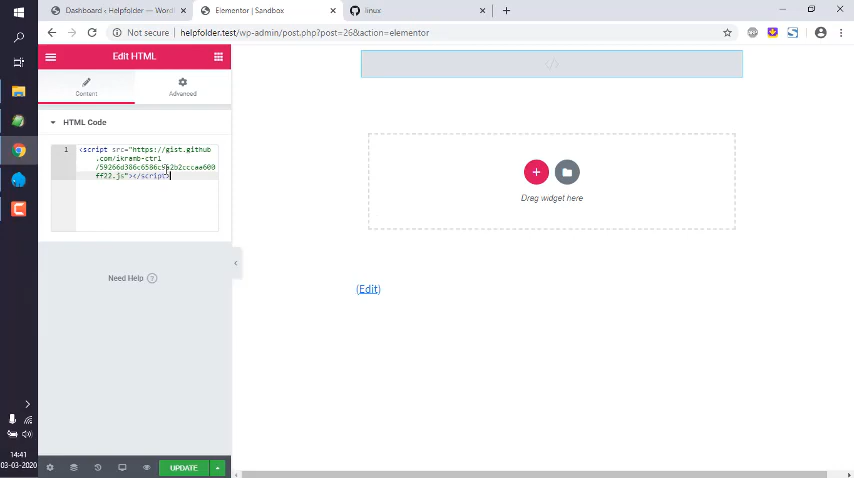 Dashboard ‹ Helpfolder — Word
Elementor | Sandbox
linux
Not secure
helpfolder.test/wp-admin/post.php?post=26&action=elementor
Edit HTML
Content
Advanced
HTML Code
1
<script src="https://gist.github
.com/ikramb-ctrl
ff22.js"></script>
Drag widget here
Need Help ?
(Edit)
14:41
03-03-2020
UPDATE